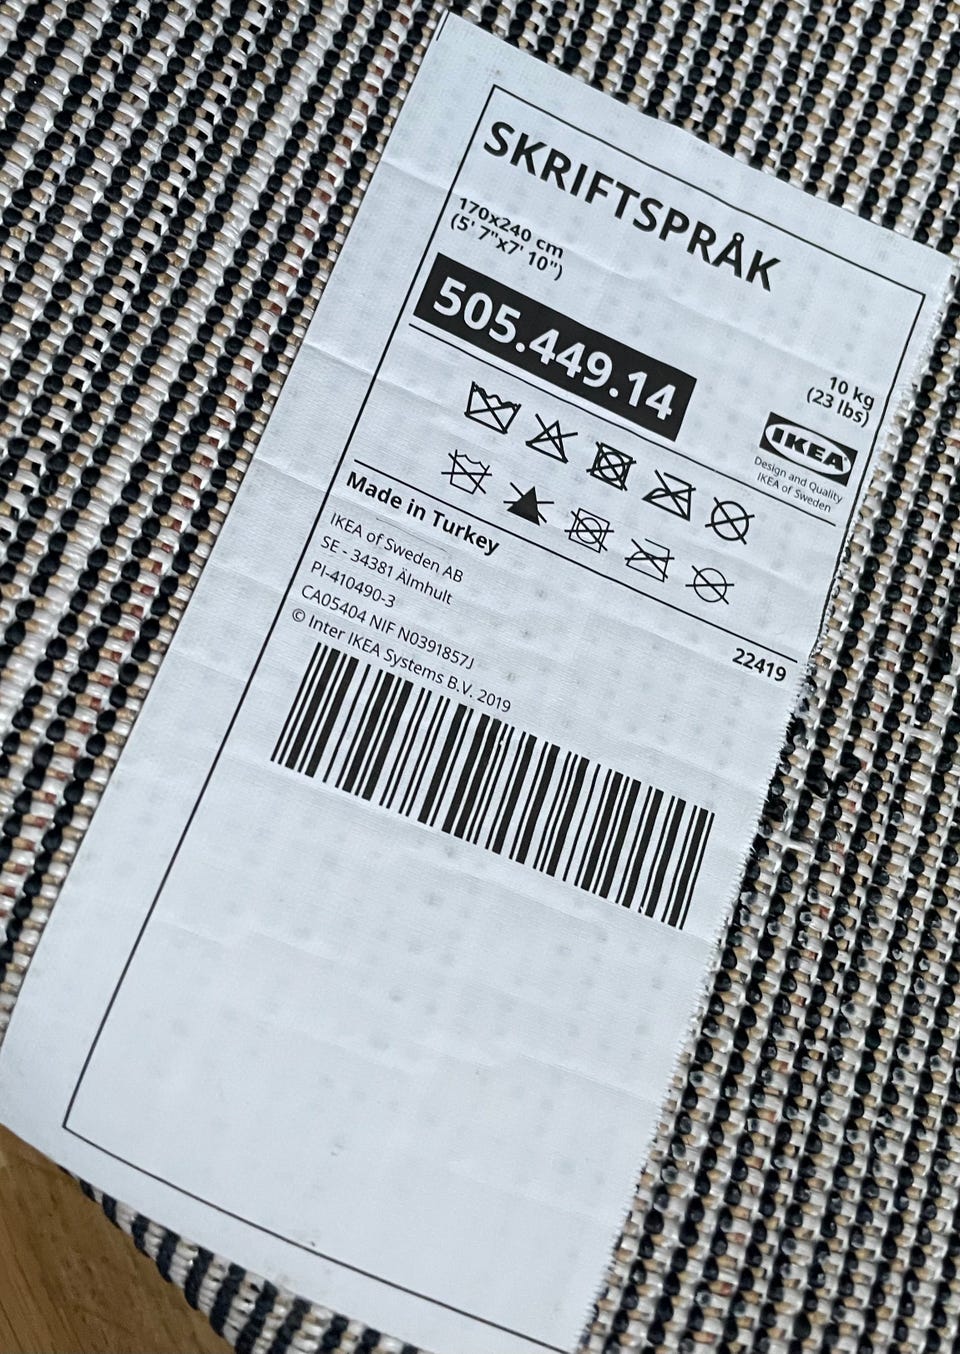 SKRIFTSPRÅK
170x240 cm
(5' 7"x7' 10")
505.449.14
10 kg
(23 lbs)
IKEA
Design and Quality
IKEA of Sweden
Made in Turkey
22419
IKEA of Sweden AB
SE - 34381 Älmhult
PI-410490-3
CA05404 NIF N0391857J
© Inter IKEA Systems B.V. 2019